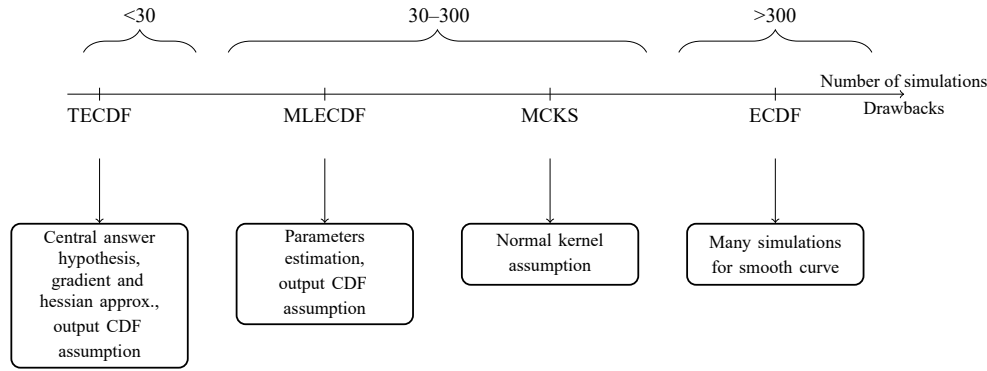 <30
30–300
>300
Number of simulations
Drawbacks
TECDF
MLECDF
MCKS
ECDF
Central answer
hypothesis,
gradient and
hessian approx.,
output CDF
assumption
Parameters
estimation,
output CDF
assumption
Normal kernel
assumption
Many simulations
for smooth curve